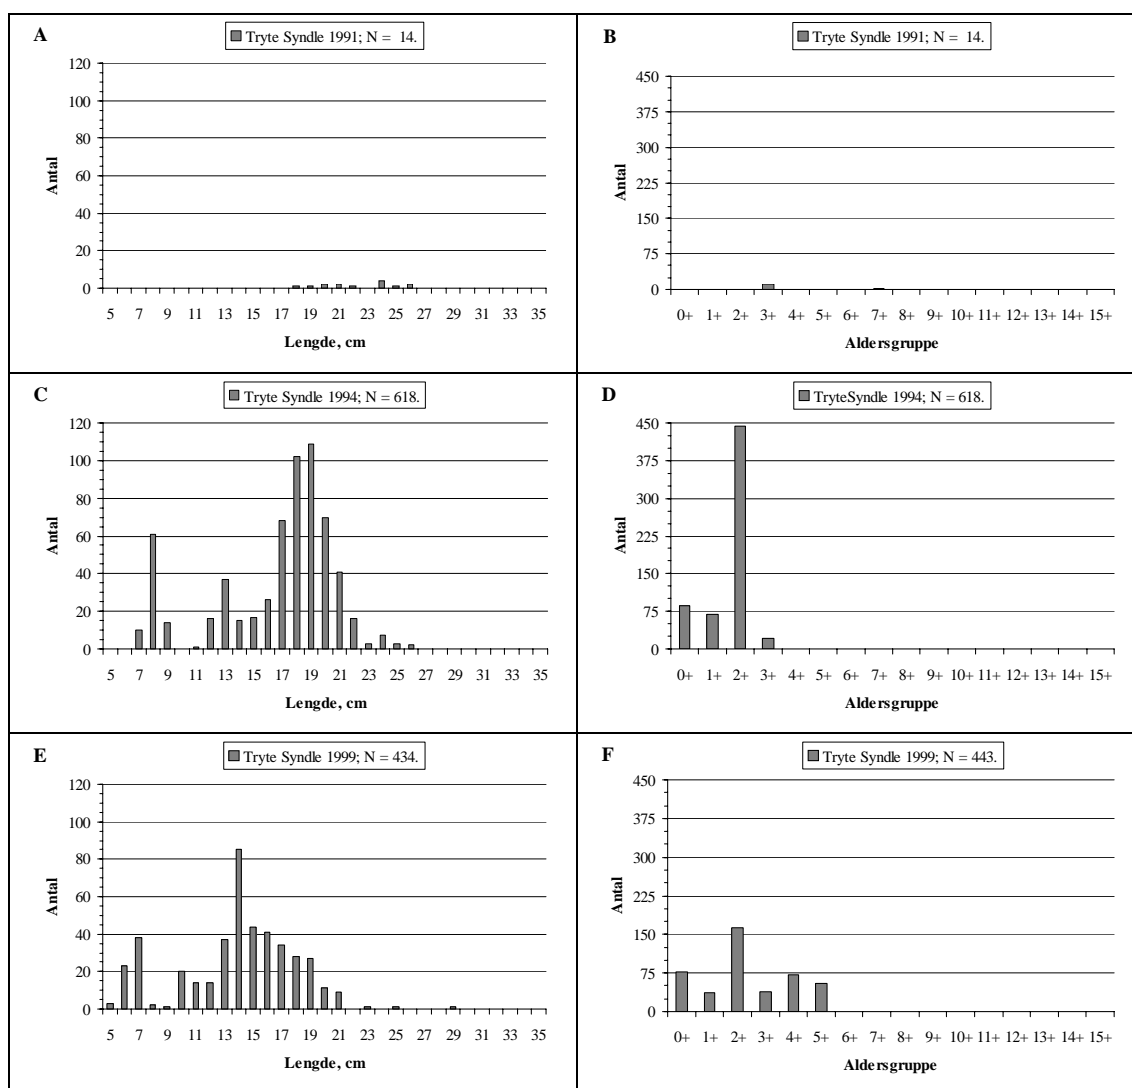 A
Tryte Syndle 1991; N = 14.
120
100
80
60
40
20
0
Antal
5 7 9 11 13 15 17 19 21 23 25 27 29 31 33 35
Lengde, cm
B
Tryte Syndle 1991; N = 14.
450
375
300
225
150
75
0
Antal
0+ 1+ 2+ 3+ 4+ 5+ 6+ 7+ 8+ 9+ 10+ 11+ 12+ 13+ 14+ 15+
Aldersgruppe
C
Tryte Syndle 1994; N = 618.
120
100
80
60
40
20
0
Antal
5 7 9 11 13 15 17 19 21 23 25 27 29 31 33 35
Lengde, cm
D
TryteSyndle 1994; N = 618.
450
375
300
225
150
75
0
Antal
0+ 1+ 2+ 3+ 4+ 5+ 6+ 7+ 8+ 9+ 10+ 11+ 12+ 13+ 14+ 15+
Aldersgruppe
E
Tryte Syndle 1999; N = 434.
120
100
80
60
40
20
0
Antal
5 7 9 11 13 15 17 19 21 23 25 27 29 31 33 35
Lengde, cm
F
Tryte Syndle 1999; N = 443.
450
375
300
225
150
75
0
Antal
0+ 1+ 2+ 3+ 4+ 5+ 6+ 7+ 8+ 9+ 10+ 11+ 12+ 13+ 14+ 15+
Aldersgruppe